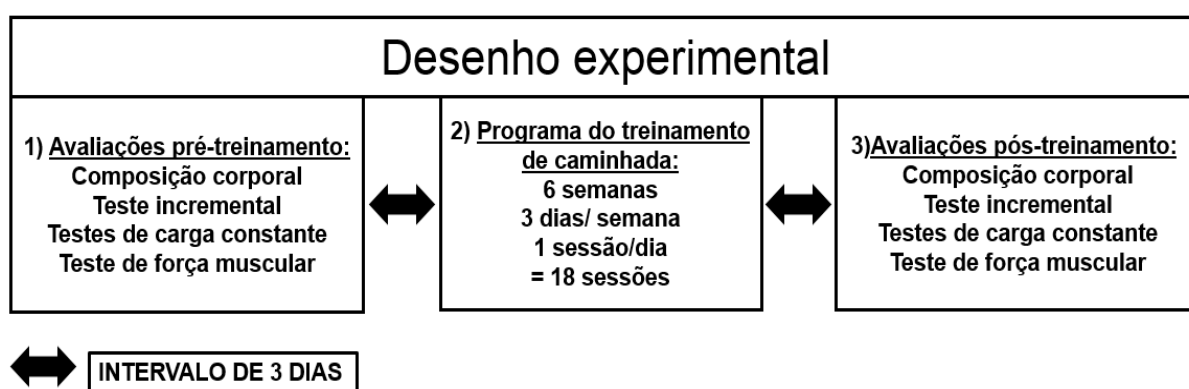 Desenho experimental
1) Avaliações pré-treinamento:
Composição corporal
Teste incremental
Testes de carga constante
Teste de força muscular
2) Programa do treinamento
de caminhada:
6 semanas
3 dias/ semana
1 sessão/dia
= 18 sessões
3)Avaliações pós-treinamento:
Composição corporal
Teste incremental
Testes de carga constante
Teste de força muscular
INTERVALO DE 3 DIAS